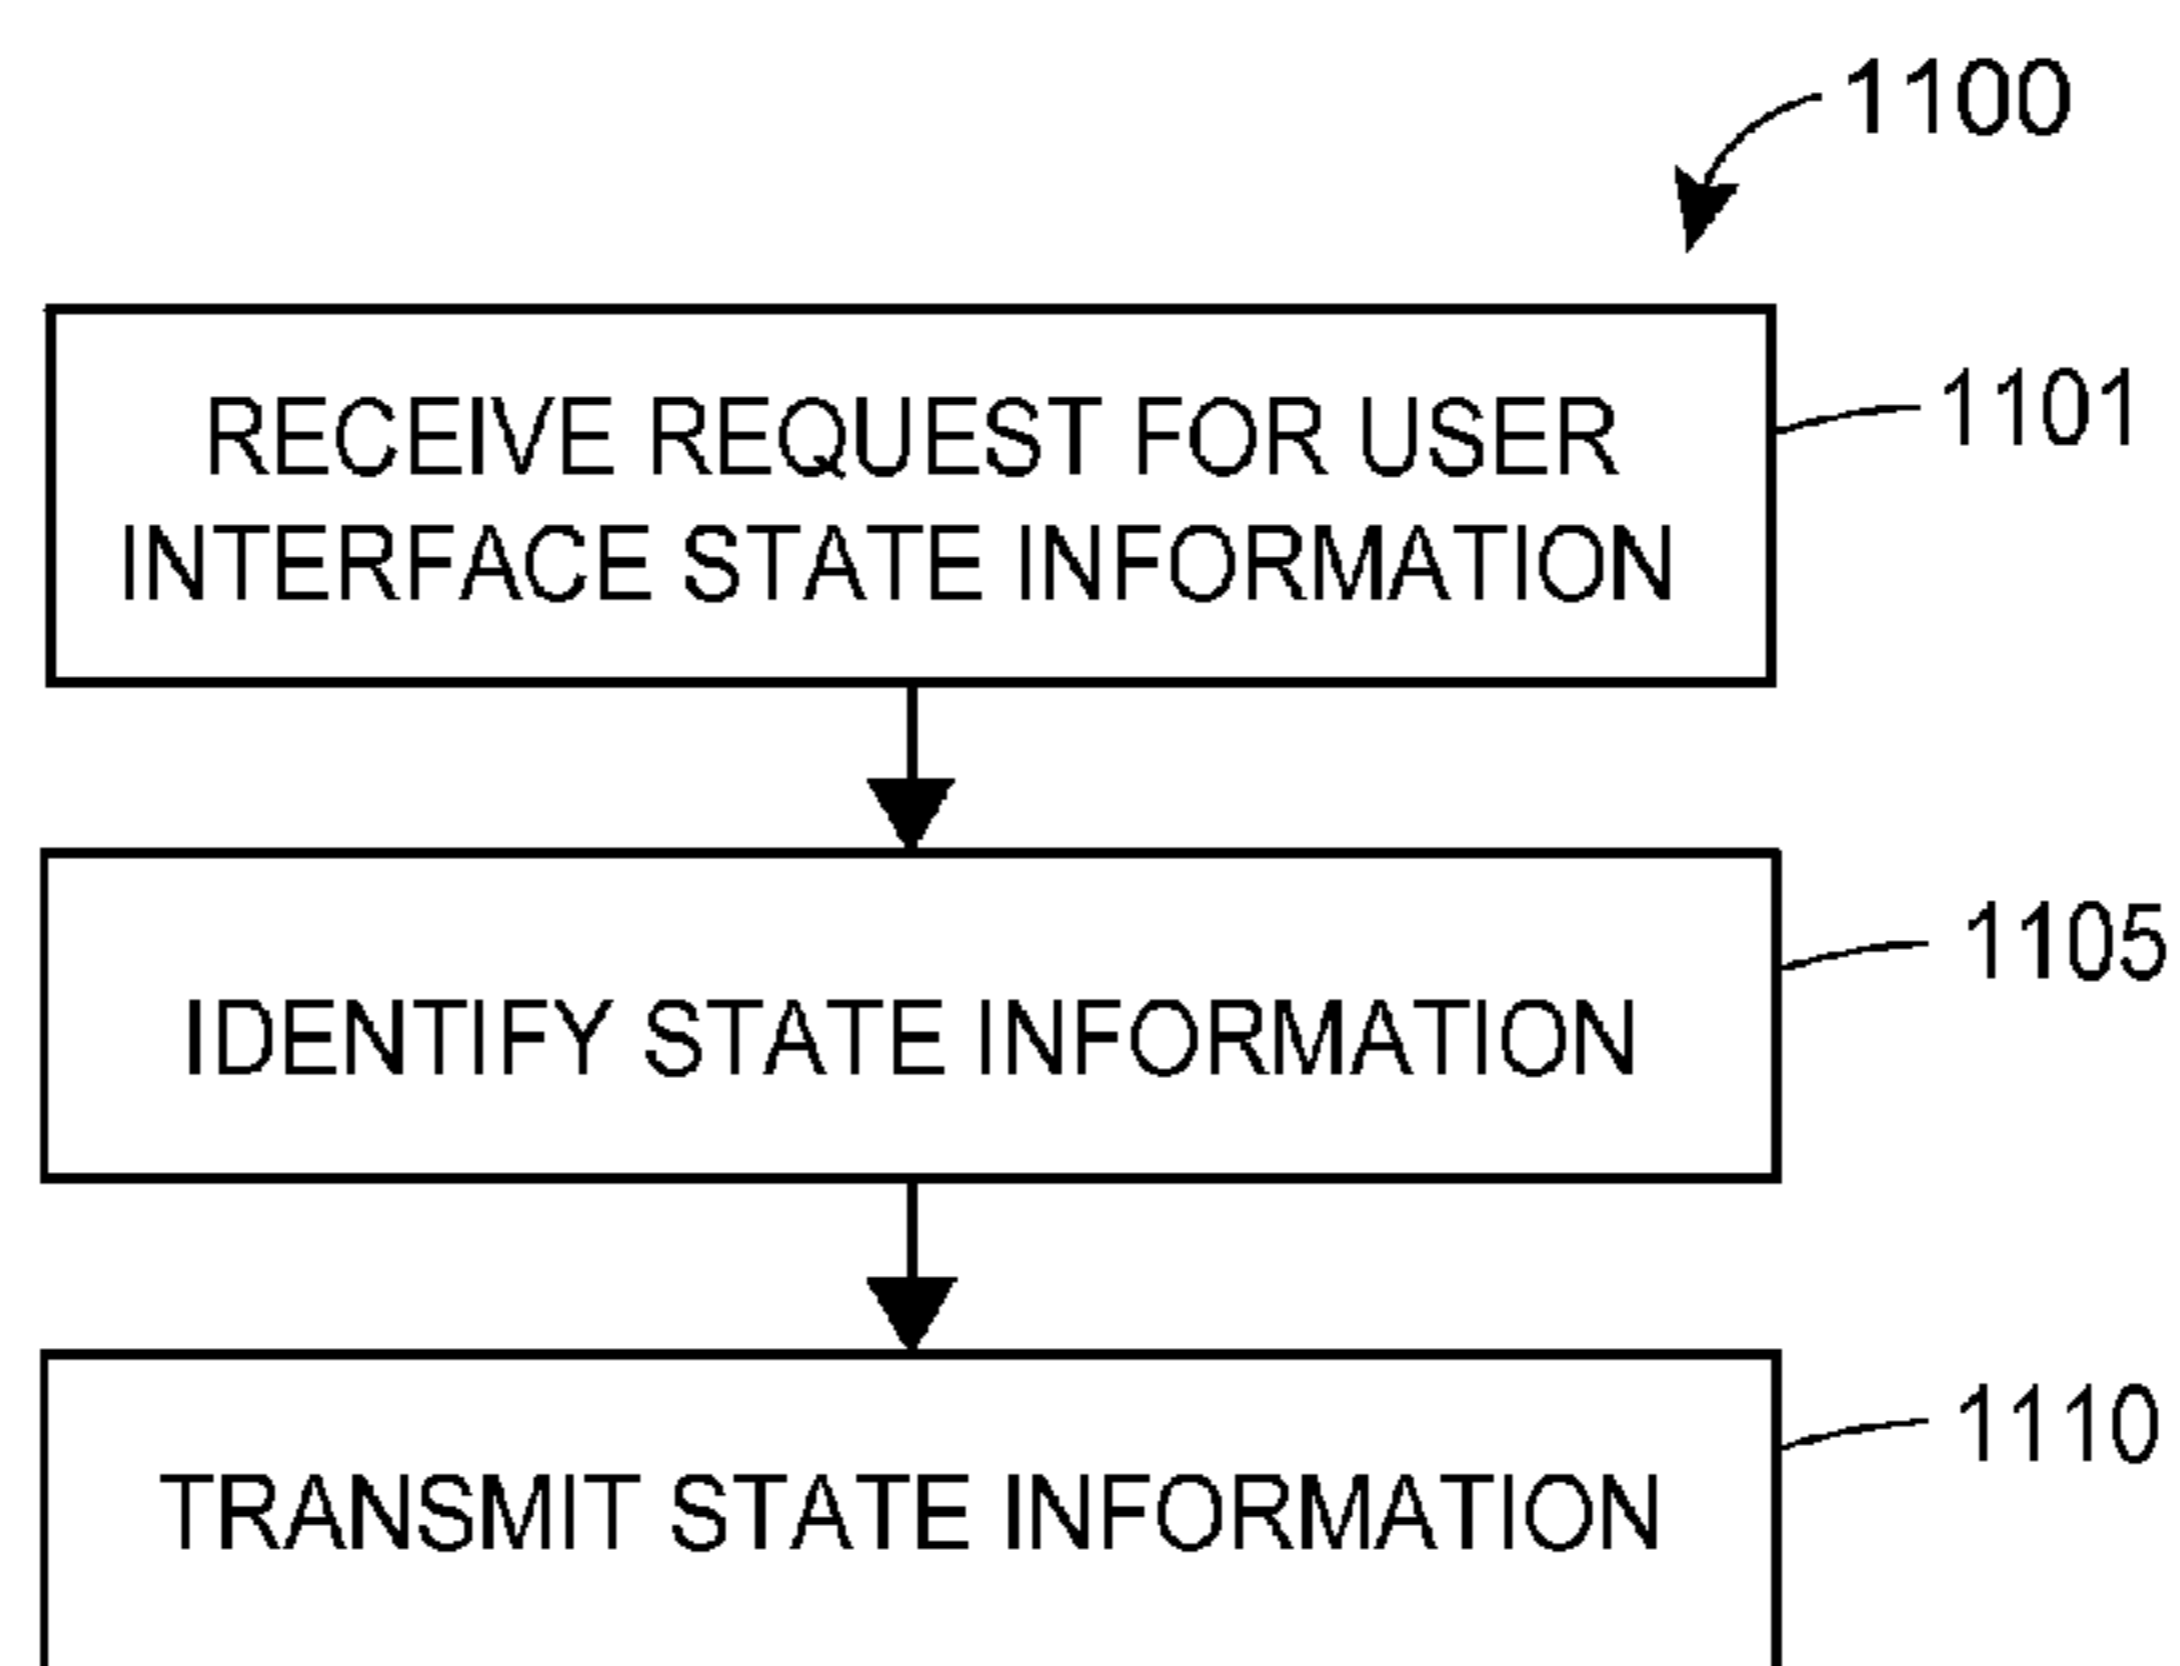 1100
RECEIVE REQUEST FOR USER
INTERFACE STATE INFORMATION
1101
IDENTIFY STATE INFORMATION
1105
TRANSMIT STATE INFORMATION
1110